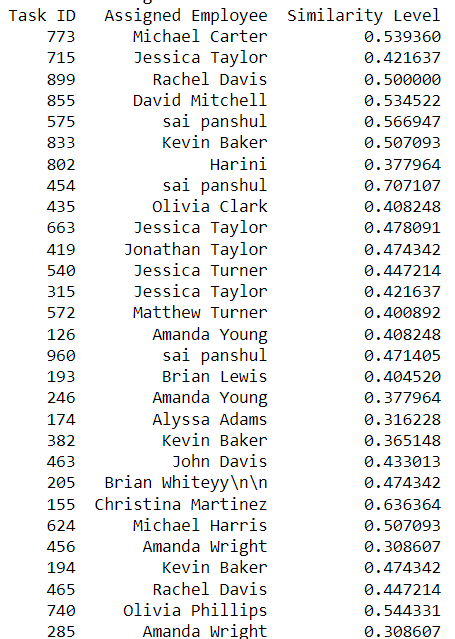 Task ID Assigned Employee Similarity Level
773 Michael Carter 0.539360
715 Jessica Taylor 0.421637
899 Rachel Davis 0.500000
855 David Mitchell 0.534522
575 sai panshul 0.566947
833 Kevin Baker 0.507093
802 Harini 0.377964
454 sai panshul 0.707107
435 Olivia Clark 0.408248
663 Jessica Taylor 0.478091
419 Jonathan Taylor 0.474342
540 Jessica Turner 0.447214
315 Jessica Taylor 0.421637
572 Matthew Turner 0.400892
126 Amanda Young 0.408248
960 sai panshul 0.471405
193 Brian Lewis 0.404520
246 Amanda Young 0.377964
174 Alyssa Adams 0.316228
382 Kevin Baker 0.365148
463 John Davis 0.433013
205 Brian Whiteyy\n\n 0.474342
155 Christina Martinez 0.636364
624 Michael Harris 0.507093
456 Amanda Wright 0.308607
194 Kevin Baker 0.474342
465 Rachel Davis 0.447214
740 Olivia Phillips 0.544331
285 Amanda Wright 0.308607